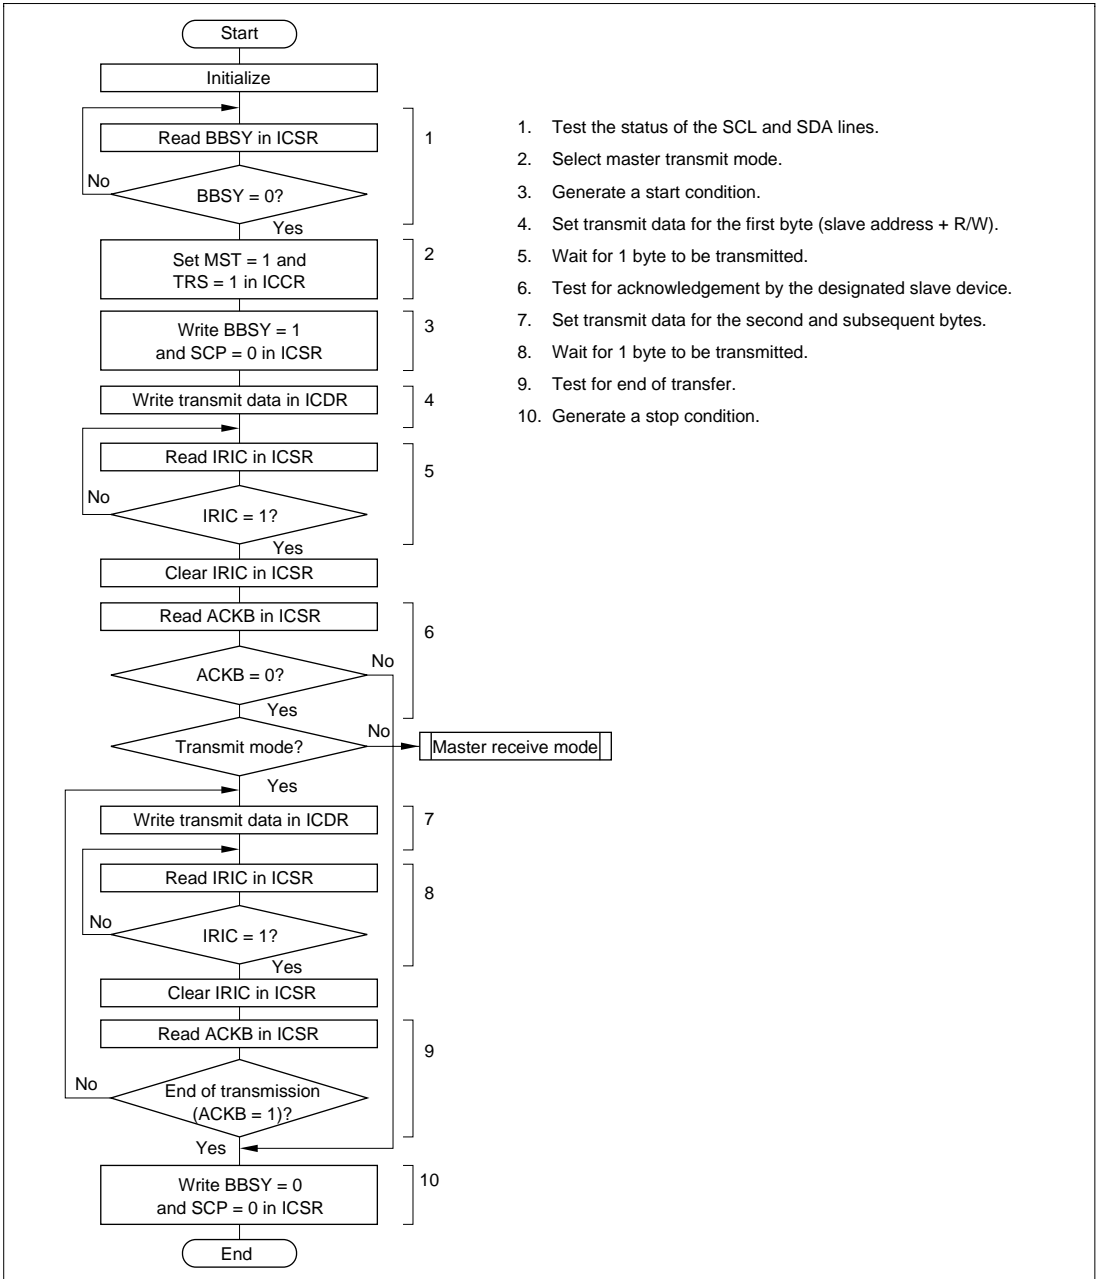 Start
Initialize
Read BBSY in ICSR
1
No
BBSY = 0?
Yes
Set MST = 1 and
TRS = 1 in ICCR
2
Write BBSY = 1
and SCP = 0 in ICSR
3
Write transmit data in ICDR
4
Read IRIC in ICSR
5
No
IRIC = 1?
Yes
Clear IRIC in ICSR
Read ACKB in ICSR
6
No
ACKB = 0?
Yes
No
Transmit mode?
Master receive mode
Yes
Write transmit data in ICDR
7
Read IRIC in ICSR
8
No
IRIC = 1?
Yes
Clear IRIC in ICSR
Read ACKB in ICSR
9
No
End of transmission
(ACKB = 1)?
Yes
Write BBSY = 0
and SCP = 0 in ICSR
10
End
1. Test the status of the SCL and SDA lines.
2. Select master transmit mode.
3. Generate a start condition.
4. Set transmit data for the first byte (slave address + R/W).
5. Wait for 1 byte to be transmitted.
6. Test for acknowledgement by the designated slave device.
7. Set transmit data for the second and subsequent bytes.
8. Wait for 1 byte to be transmitted.
9. Test for end of transfer.
10. Generate a stop condition.